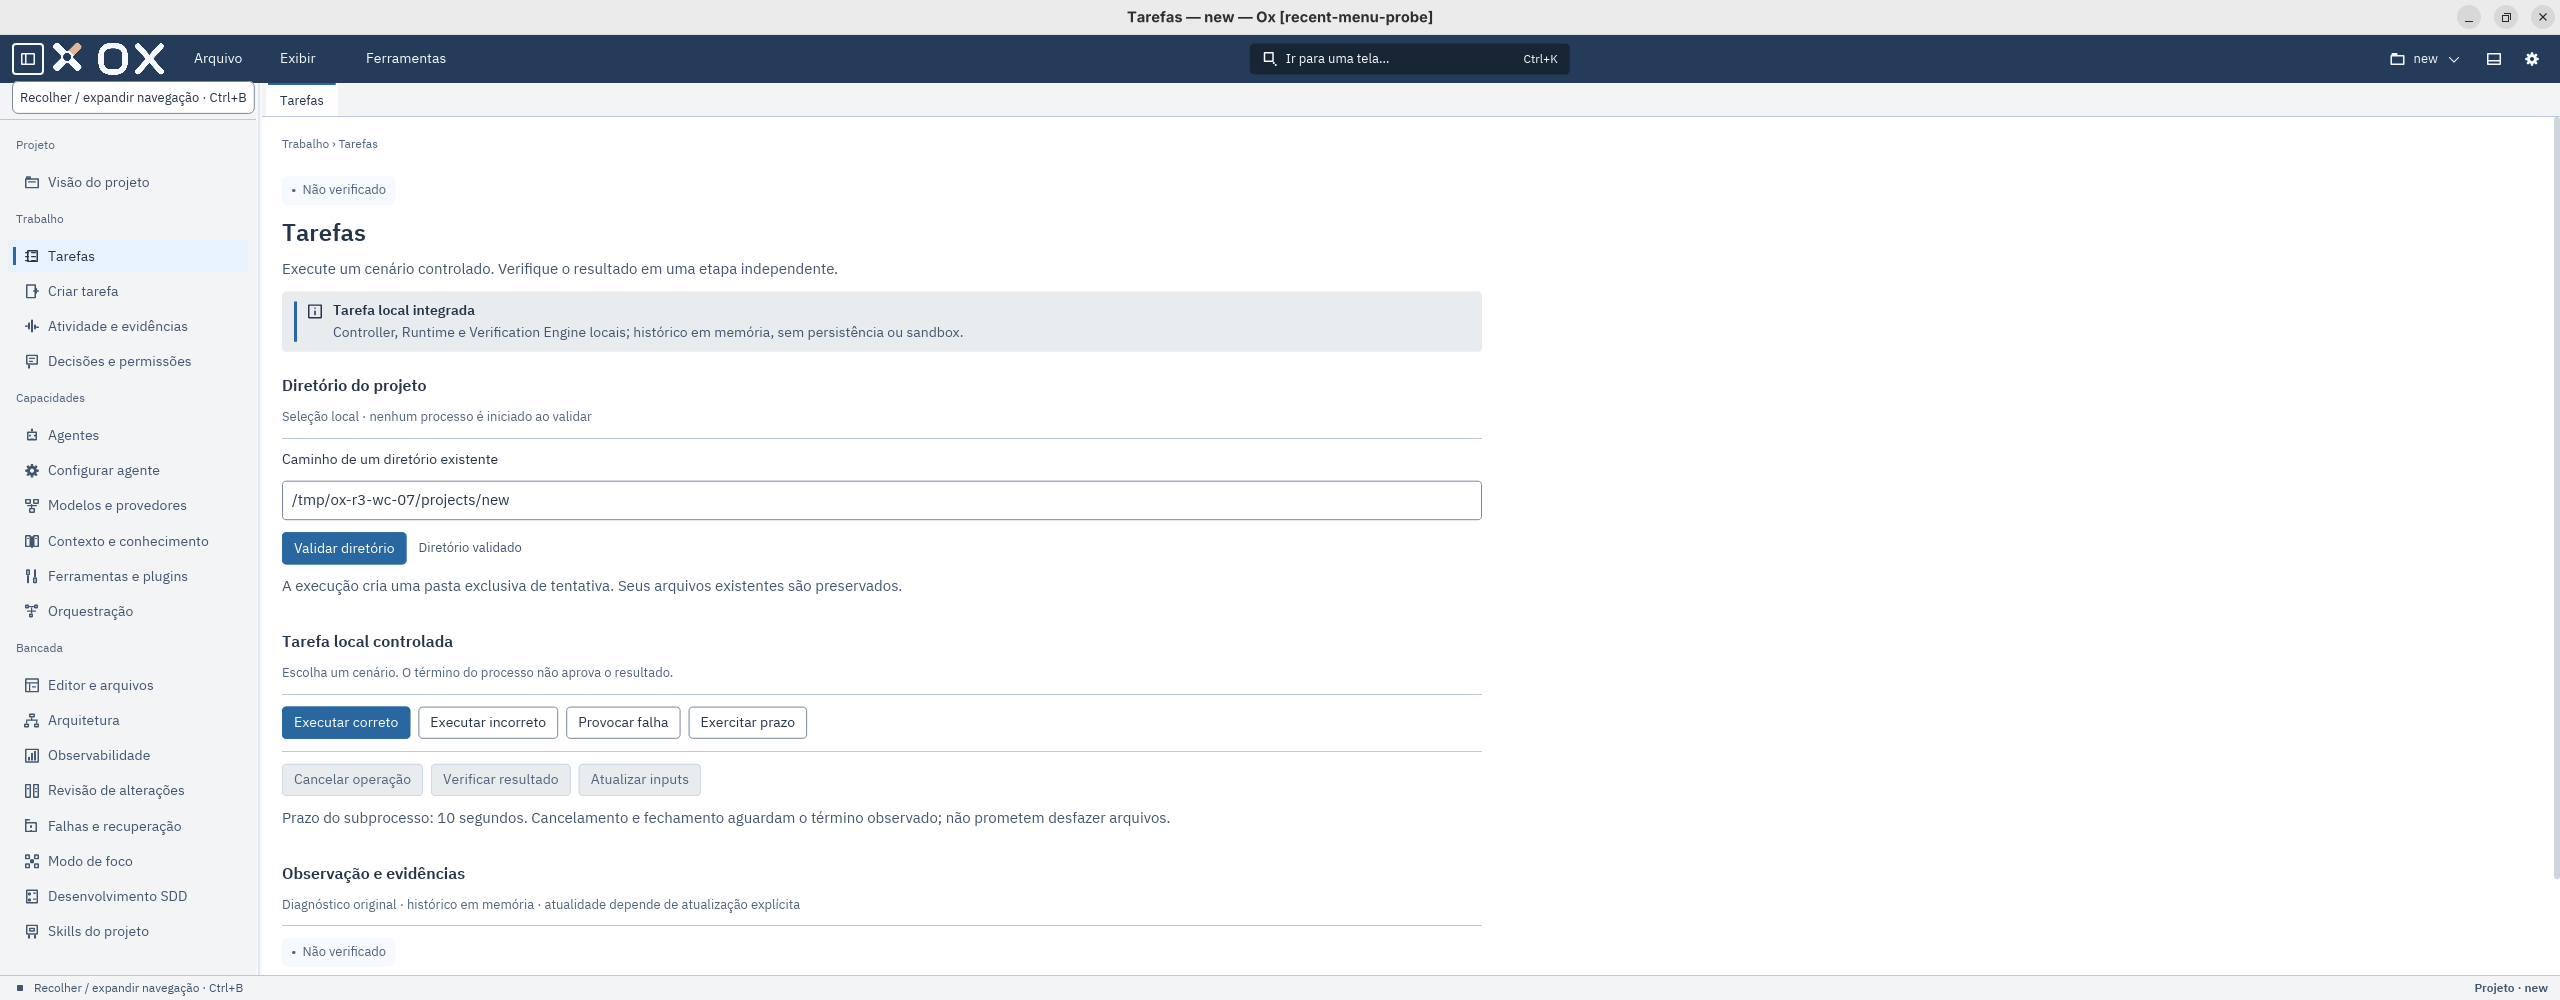 Tarefas — new — Ox [recent-menu-probe]
OX
Arquivo
Exibir
Ferramentas
Ir para uma tela...
Ctrl+K
new
Recolher / expandir navegação · Ctrl+B
Tarefas
Projeto
Visão do projeto
Trabalho
Tarefas
Criar tarefa
Atividade e evidências
Decisões e permissões
Capacidades
Agentes
Configurar agente
Modelos e provedores
Contexto e conhecimento
Ferramentas e plugins
Orquestração
Bancada
Editor e arquivos
Arquitetura
Observabilidade
Revisão de alterações
Falhas e recuperação
Modo de foco
Desenvolvimento SDD
Skills do projeto
Trabalho › Tarefas
• Não verificado
Tarefas
Execute um cenário controlado. Verifique o resultado em uma etapa independente.
Tarefa local integrada
Controller, Runtime e Verification Engine locais; histórico em memória, sem persistência ou sandbox.
Diretório do projeto
Seleção local · nenhum processo é iniciado ao validar
Caminho de um diretório existente
/tmp/ox-r3-wc-07/projects/new
Validar diretório
Diretório validado
A execução cria uma pasta exclusiva de tentativa. Seus arquivos existentes são preservados.
Tarefa local controlada
Escolha um cenário. O término do processo não aprova o resultado.
Executar correto
Executar incorreto
Provocar falha
Exercitar prazo
Cancelar operação
Verificar resultado
Atualizar inputs
Prazo do subprocesso: 10 segundos. Cancelamento e fechamento aguardam o término observado; não prometem desfazer arquivos.
Observação e evidências
Diagnóstico original · histórico em memória · atualidade depende de atualização explícita
• Não verificado
Recolher / expandir navegação · Ctrl+B
Projeto · new